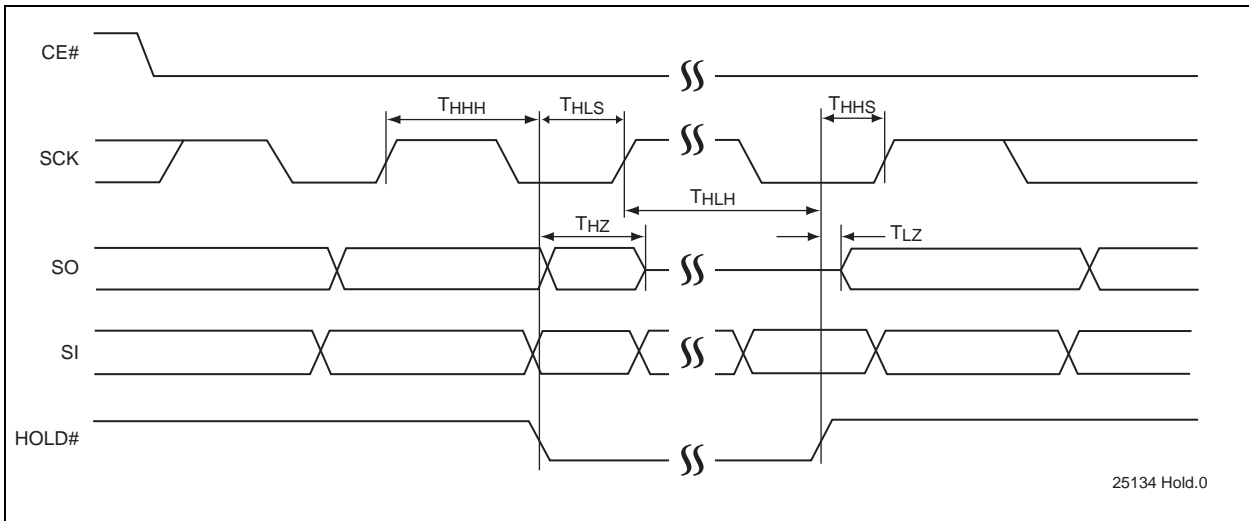 CE#
THHH
THLS
THHS
SCK
THLH
THZ
TLZ
SO
SI
HOLD#
25134 Hold.0